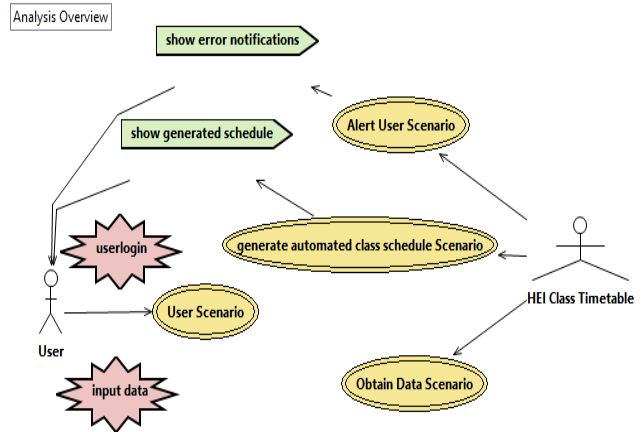 Analysis Overview
show error notifications
show generated schedule
Alert User Scenario
userlogin
generate automated class schedule Scenario
HEI Class Timetable
User Scenario
User
Obtain Data Scenario
input data